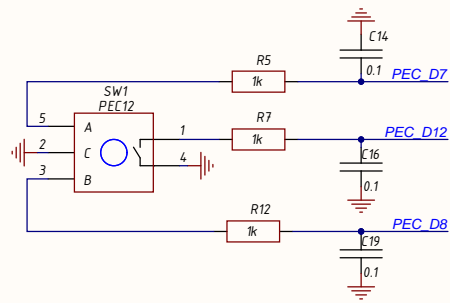 C14
R5
0.1
PEC_D7
1k
SW1
PEC12
5
R7
A
1
PEC_D12
2
C
1k
4
C16
3
B
0.1
R12
PEC_D8
1k
C19
0.1